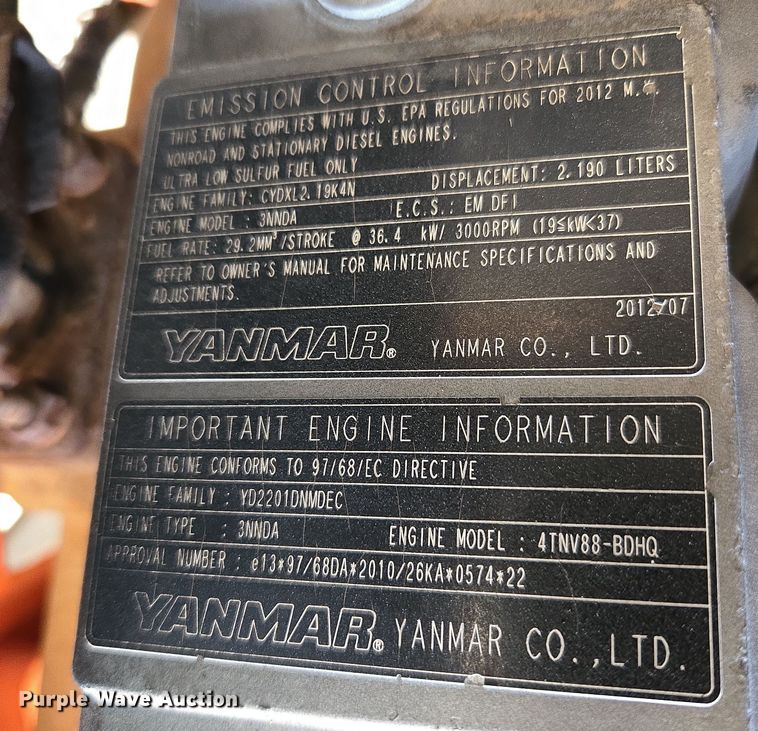 EMISSION CONTROL INFORMATION
THIS ENGINE COMPLIES WITH U.S. EPA REGULATIONS FOR 2012 M.Y.
NONROAD AND STATIONARY DIESEL ENGINES.
ULTRA LOW SULFUR FUEL ONLY
ENGINE FAMILY: CYDXL2.19K4N DISPLACEMENT: 2.190 LITERS
ENGINE MODEL: 3NNDA E.C.S.: EM DFI
FUEL RATE: 29.2MM³/STROKE @ 36.4 kW/ 3000RPM (19≤kW<37)
REFER TO OWNER'S MANUAL FOR MAINTENANCE SPECIFICATIONS AND
ADJUSTMENTS.
2012/07
YANMAR® YANMAR CO., LTD.
IMPORTANT ENGINE INFORMATION
THIS ENGINE CONFORMS TO 97/68/EC DIRECTIVE
ENGINE FAMILY : YD2201DNMDEC
ENGINE TYPE : 3NNDA ENGINE MODEL : 4TNV88-BDHQ
APPROVAL NUMBER : e13*97/68DA*2010/26KA*0574*22
YANMAR® YANMAR CO.,LTD.
Purple Wave Auction